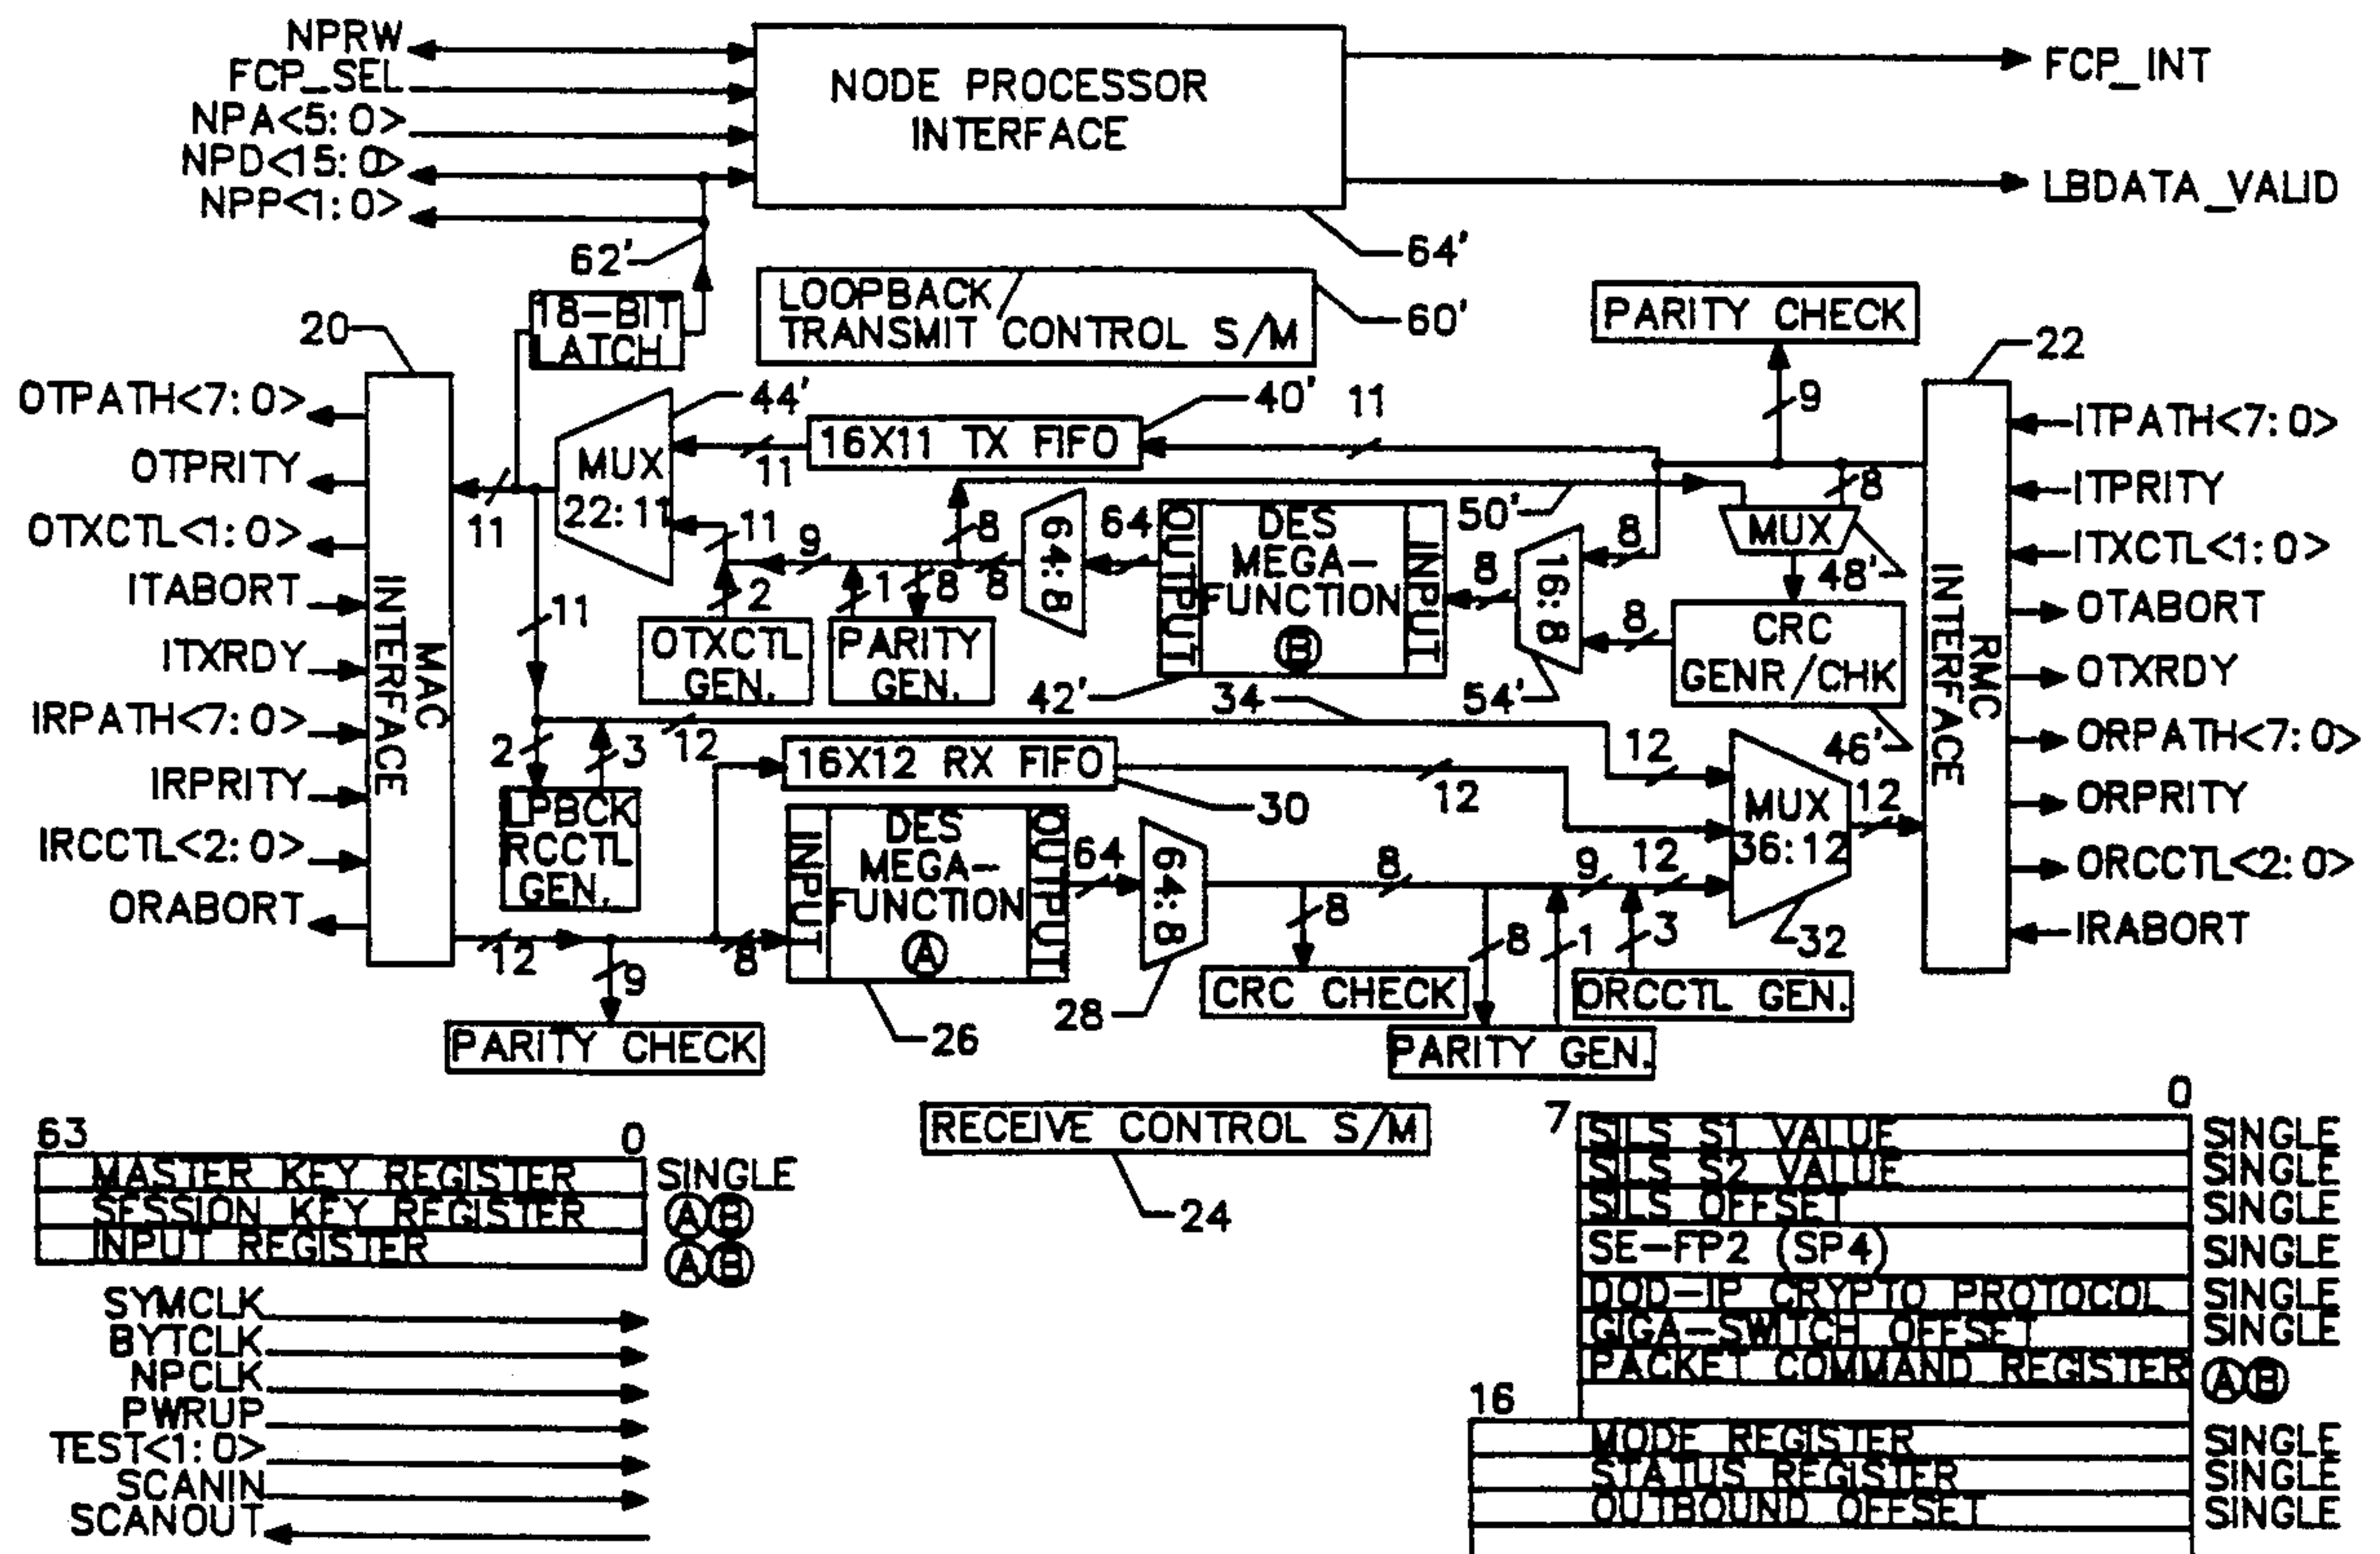 NPRW
FCP_SEL
NPA<5:0>
NPD<15:0>
NPP<1:0>
NODE PROCESSOR
INTERFACE
FCP_INT
LBDATA_VALID
62'
64'
18-BIT
LATCH
LOOPBACK/
TRANSMIT CONTROL S/M
60'
PARITY CHECK
20
22
OTPATH<7:0>
OTPRITY
OTXCTL<1:0>
ITABORT
ITXRDY
IRPATH<7:0>
IRPRITY
IRCCTL<2:0>
ORABORT
MAC
INTERFACE
11
MUX
22:11
44'
11
16X11 TX FIFO
40'
11
9
8
MUX
48'
50'
11
2
OTXCTL
GEN.
9
1
8
PARITY
GEN.
8
8
64:8
64
OUTPUT
DES
MEGA-
FUNCTION
B
INPUT
42'
8
16:8
54'
8
8
CRC
GENR/CHK
46'
RMC
INTERFACE
ITPATH<7:0>
ITPRITY
ITXCTL<1:0>
OTABORT
OTXRDY
ORPATH<7:0>
ORPRITY
ORCCTL<2:0>
IRABORT
11
2
3
12
34
12
LPBCK
RCCTL
GEN.
16X12 RX FIFO
30
12
MUX
36:12
32
12
12
9
PARITY CHECK
8
INPUT
DES
MEGA-
FUNCTION
A
OUTPUT
26
64
64:8
28
8
CRC CHECK
8
8
PARITY GEN.
1
9
3
12
ORCCTL GEN.
RECEIVE CONTROL S/M
24
63 0
MASTER KEY REGISTER SINGLE
SESSION KEY REGISTER A B
INPUT REGISTER A B
SYMCLK
BYTCLK
NPCLK
PWRUP
TEST<1:0>
SCANIN
SCANOUT
7 0
SILS S1 VALUE SINGLE
SILS S2 VALUE SINGLE
SILS OFFSET SINGLE
SE-FP2 (SP4) SINGLE
DOD-IP CRYPTO PROTOCOL SINGLE
GIGA-SWITCH OFFSET SINGLE
PACKET COMMAND REGISTER A B
16
MODE REGISTER SINGLE
STATUS REGISTER SINGLE
OUTBOUND OFFSET SINGLE